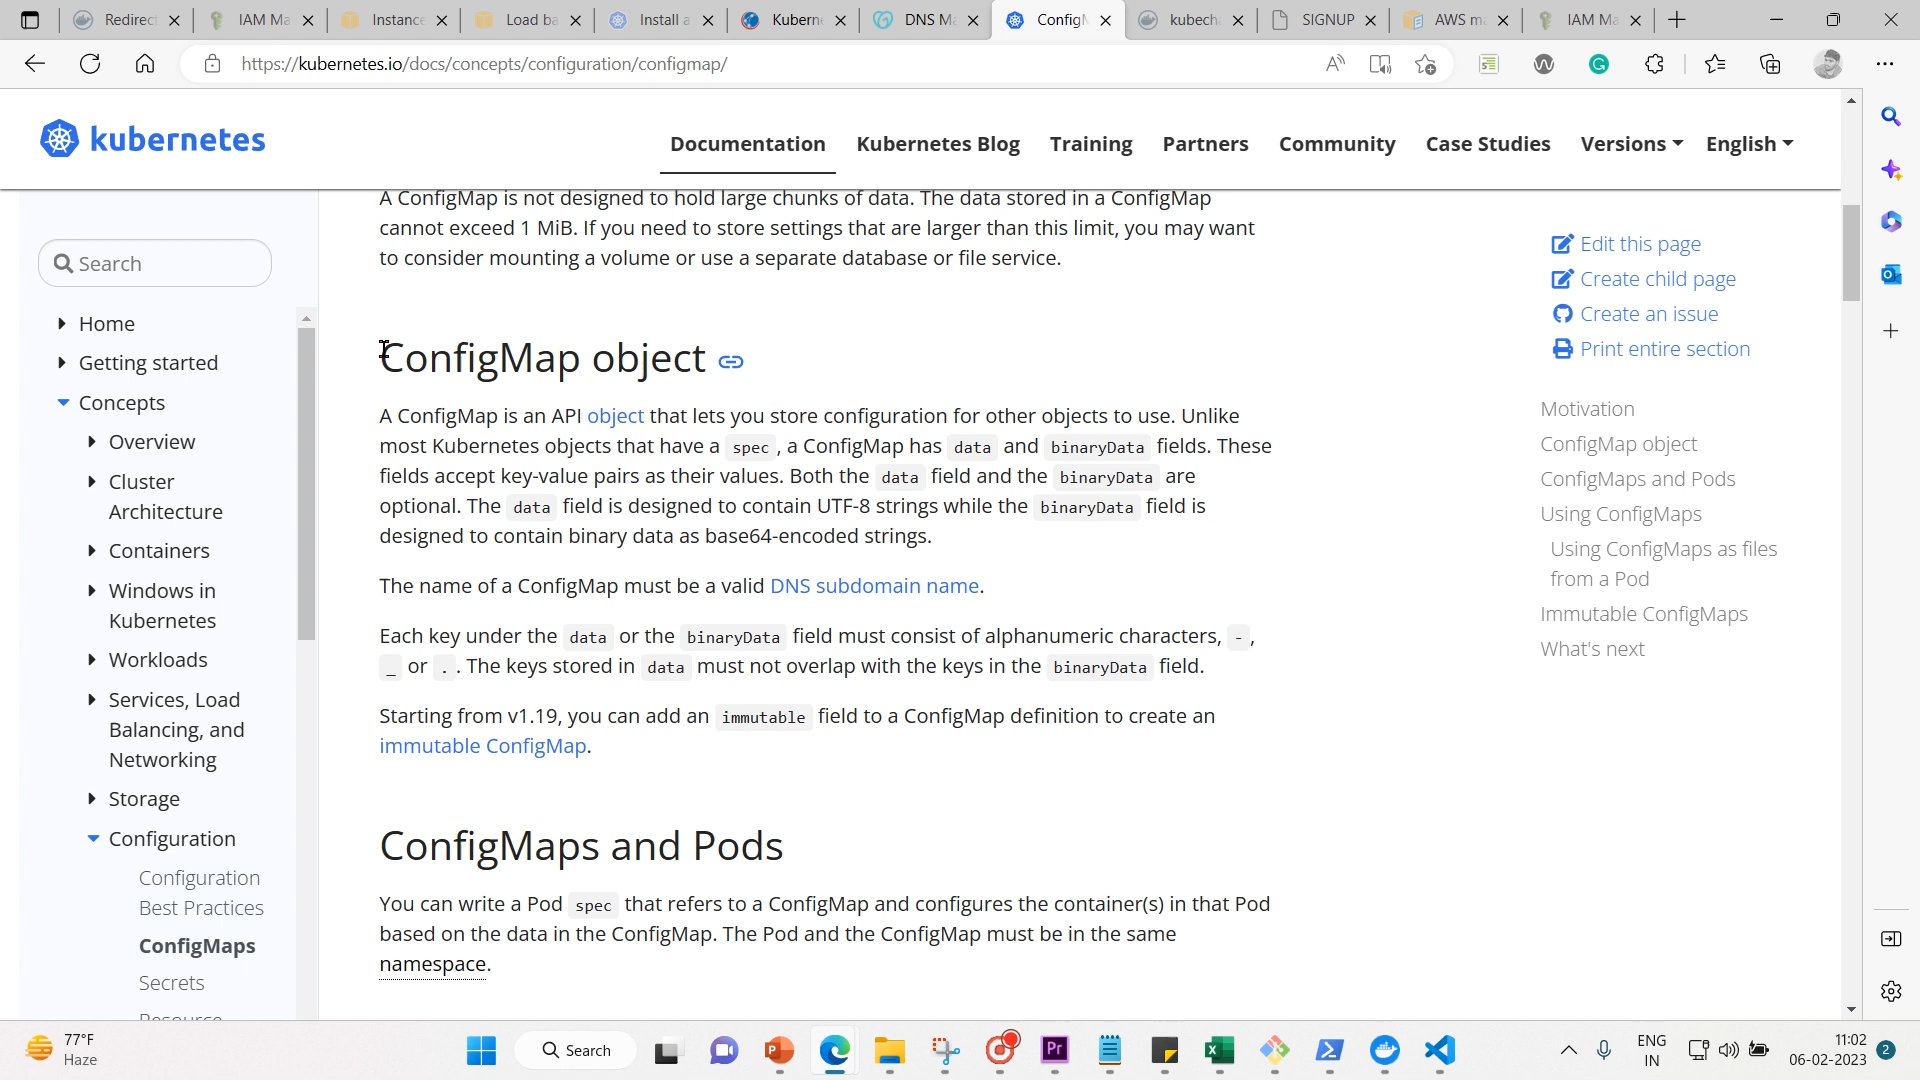 Redirect
IAM Ma
Instance
Load ba
Install a
Kuberne
DNS Ma
ConfigM
kubecha
SIGNUP
AWS ma
IAM Ma
https://kubernetes.io/docs/concepts/configuration/configmap/
kubernetes
Documentation
Kubernetes Blog
Training
Partners
Community
Case Studies
Versions
English
Search
Home
Getting started
Concepts
Overview
Cluster
Architecture
Containers
Windows in
Kubernetes
Workloads
Services, Load
Balancing, and
Networking
Storage
Configuration
Configuration
Best Practices
ConfigMaps
Secrets
Resource
A ConfigMap is not designed to hold large chunks of data. The data stored in a ConfigMap
cannot exceed 1 MiB. If you need to store settings that are larger than this limit, you may want
to consider mounting a volume or use a separate database or file service.
ConfigMap object
A ConfigMap is an API object that lets you store configuration for other objects to use. Unlike
most Kubernetes objects that have a spec, a ConfigMap has data and binaryData fields. These
fields accept key-value pairs as their values. Both the data field and the binaryData are
optional. The data field is designed to contain UTF-8 strings while the binaryData field is
designed to contain binary data as base64-encoded strings.
The name of a ConfigMap must be a valid DNS subdomain name.
Each key under the data or the binaryData field must consist of alphanumeric characters, -,
_ or .. The keys stored in data must not overlap with the keys in the binaryData field.
Starting from v1.19, you can add an immutable field to a ConfigMap definition to create an
immutable ConfigMap.
ConfigMaps and Pods
You can write a Pod spec that refers to a ConfigMap and configures the container(s) in that Pod
based on the data in the ConfigMap. The Pod and the ConfigMap must be in the same
namespace.
Edit this page
Create child page
Create an issue
Print entire section
Motivation
ConfigMap object
ConfigMaps and Pods
Using ConfigMaps
Using ConfigMaps as files
from a Pod
Immutable ConfigMaps
What's next
77°F
Haze
Search
Pr
ENG
IN
11:02
06-02-2023
2